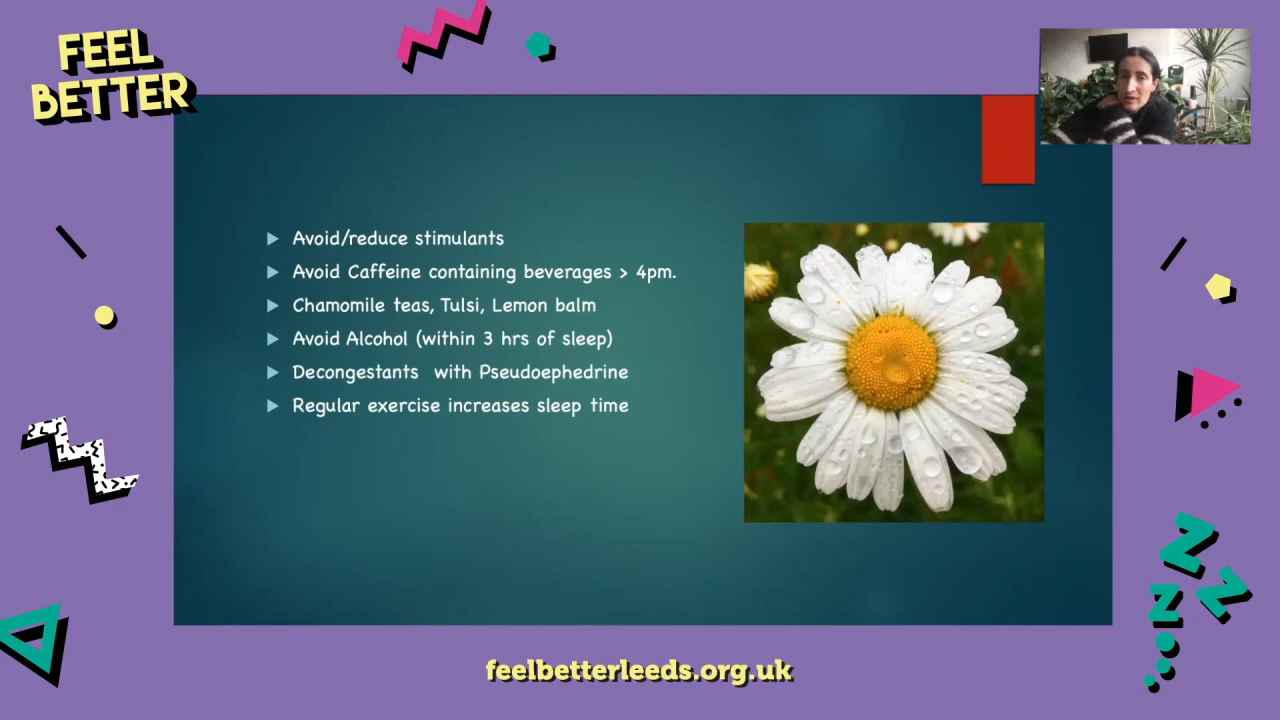 FEEL
BETTER
Avoid/reduce stimulants
Avoid Caffeine containing beverages > 4pm.
Chamomile teas, Tulsi, Lemon balm
Avoid Alcohol (within 3 hrs of sleep)
Decongestants with Pseudoephedrine
Regular exercise increases sleep time
Z
Z
Z
feelbetterleeds.org.uk